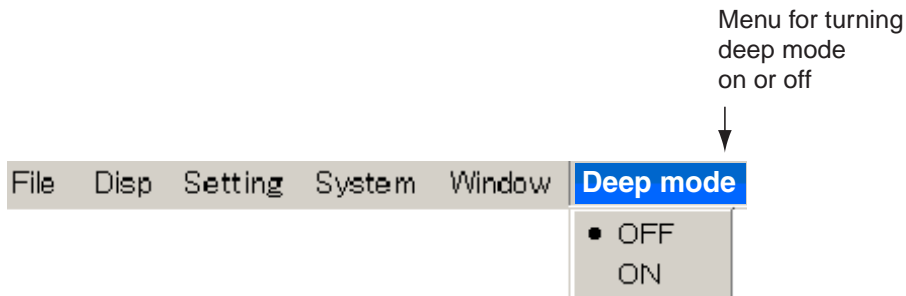 Menu for turning
deep mode
on or off
File Disp Setting System Window Deep mode
OFF
ON